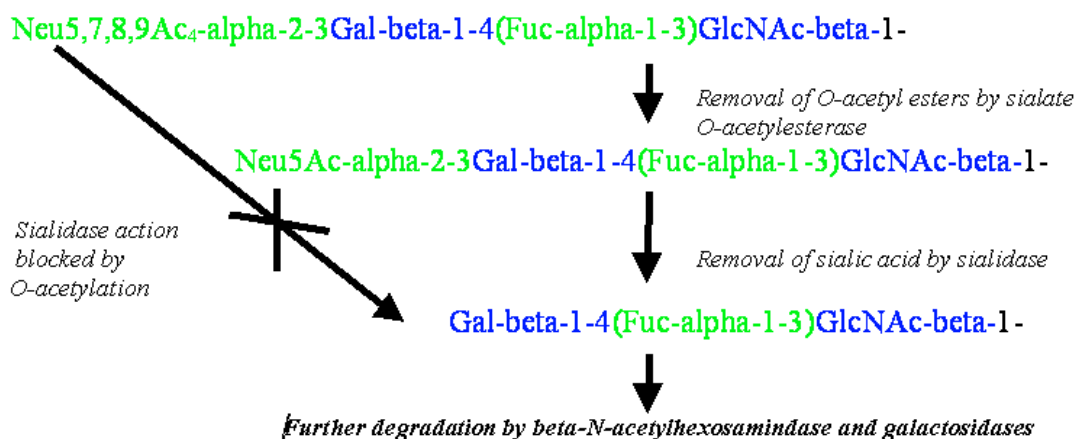 Neu5,7,8,9Ac₄-alpha-2-3Gal-beta-1-4(Fuc-alpha-1-3)GlcNAc-beta-1-
Removal of O-acetyl esters by sialate
O-acetylesterase
Neu5Ac-alpha-2-3Gal-beta-1-4(Fuc-alpha-1-3)GlcNAc-beta-1-
Sialidase action
blocked by
O-acetylation
Removal of sialic acid by sialidase
Gal-beta-1-4(Fuc-alpha-1-3)GlcNAc-beta-1-
Further degradation by beta-N-acetylhexosamindase and galactosidases